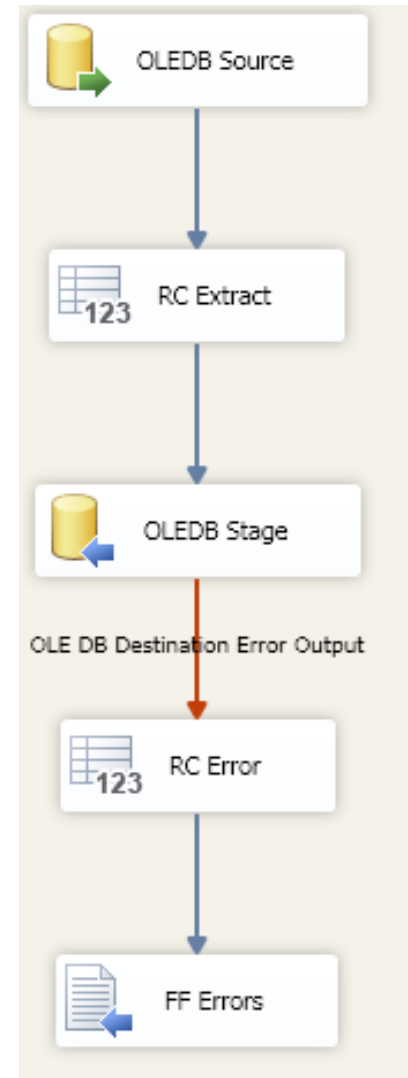 OLEDB Source
123
RC Extract
OLEDB Stage
OLE DB Destination Error Output
123
RC Error
FF Errors